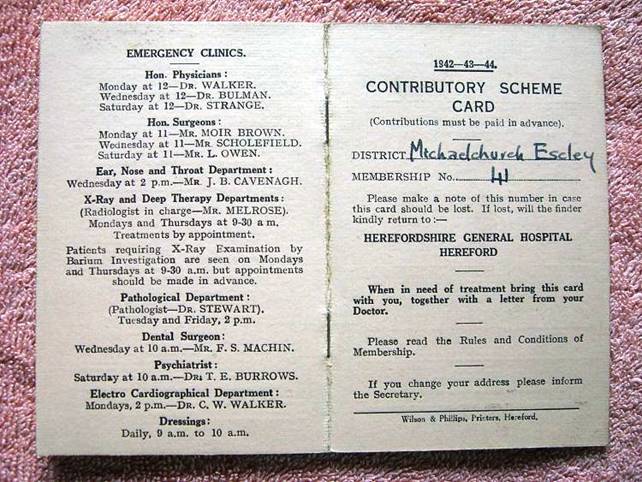 EMERGENCY CLINICS.
Hon. Physicians:
Monday at 12—DR. WALKER.
Wednesday at 12—DR. BULMAN.
Saturday at 12—DR. STRANGE.
Hon. Surgeons:
Monday at 11—MR. MOIR BROWN.
Wednesday at 11—MR. SCHOLEFIELD.
Saturday at 11—MR. L. OWEN.
Ear, Nose and Throat Department:
Wednesday at 2 p.m.—MR. J. B. CAVENAGH.
X-Ray and Deep Therapy Departments:
(Radiologist in charge—MR. MELROSE).
Mondays and Thursdays at 9-30 a m.
Treatments by appointment.
Patients requiring X-Ray Examination by
Barium Investigation are seen on Mondays
and Thursdays at 9-30 a.m. but appointments
should be made in advance.
Pathological Department:
(Pathologist—DR. STEWART).
Tuesday and Friday, 2 p.m.
Dental Surgeon:
Wednesday at 10 a.m.—MR. F. S. MACHIN.
Psychiatrist:
Saturday at 10 a.m.—DR. T. E. BURROWS.
Electro Cardiographical Department:
Mondays, 2 p.m.—DR. C. W. WALKER.
Dressings:
Daily, 9 a.m. to 10 a.m.
1942—43—44.
CONTRIBUTORY SCHEME
CARD
(Contributions must be paid in advance).
DISTRICT Michaelchurch Escley
MEMBERSHIP No. 41
Please make a note of this number in case
this card should be lost. If lost, will the finder
kindly return to:—
HEREFORDSHIRE GENERAL HOSPITAL
HEREFORD
When in need of treatment bring this card
with you, together with a letter from your
Doctor.
Please read the Rules and Conditions of
Membership.
If you change your address please inform
the Secretary.
Wilson & Phillips, Printers, Hereford.